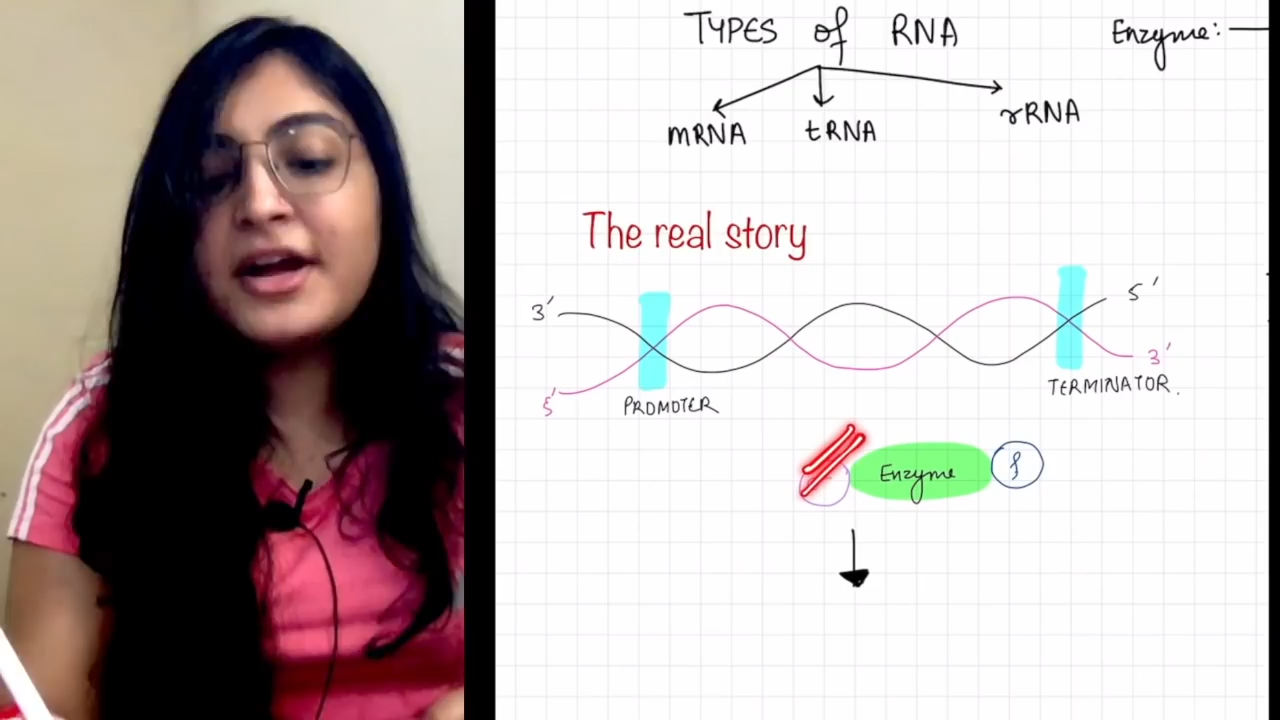 TYPES of RNA
Enzyme:
mRNA
tRNA
rRNA
The real story
3'
5'
5'
3'
PROMOTER
TERMINATOR.
Enzyme